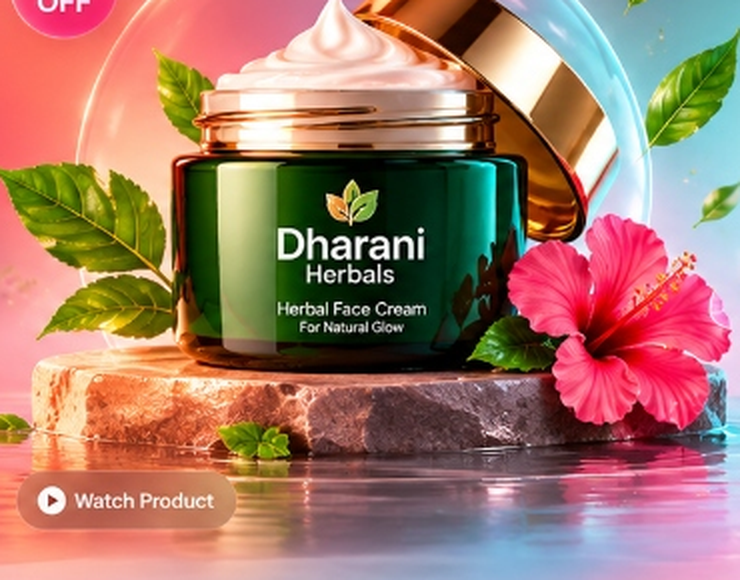 OFF
Dharani
Herbals
Herbal Face Cream
For Natural Glow
Watch Product